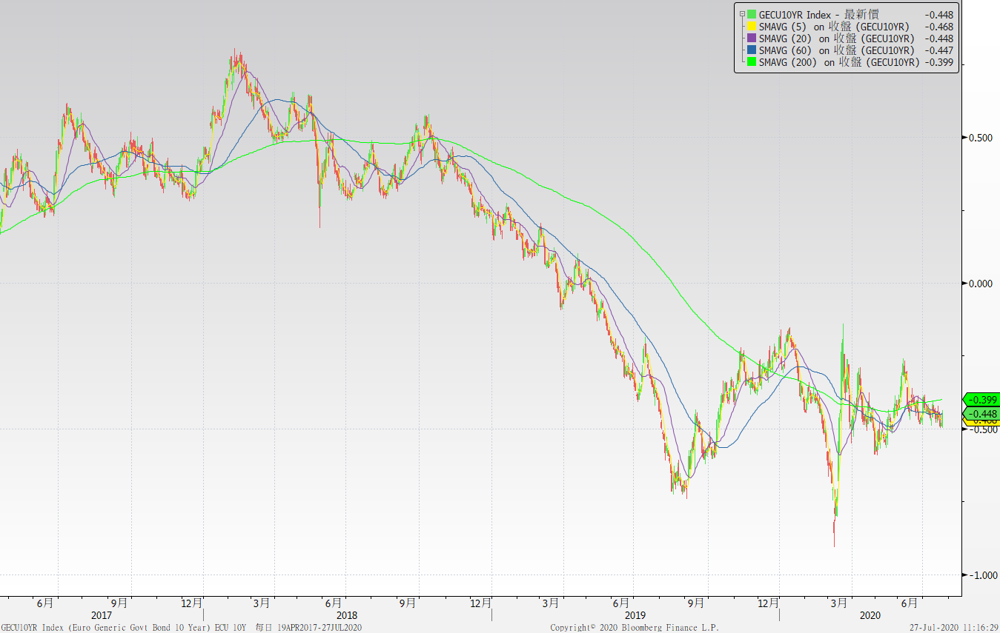 GECU10YR Index - 最新價 -0.448
SMAVG (5) on 收盤 (GECU10YR) -0.468
SMAVG (20) on 收盤 (GECU10YR) -0.448
SMAVG (60) on 收盤 (GECU10YR) -0.447
SMAVG (200) on 收盤 (GECU10YR) -0.399
0.500
0.000
-0.399
-0.448
-0.500
-1.000
6月 9月 12月 3月 6月 9月 12月 3月 6月 9月 12月 3月 6月
2017 2018 2019 2020
GECU10YR Index (Euro Generic Govt Bond 10 Year) ECU 10Y 每日 19APR2017-27JUL2020 Copyright© 2020 Bloomberg Finance L.P. 27-Jul-2020 11:16:29